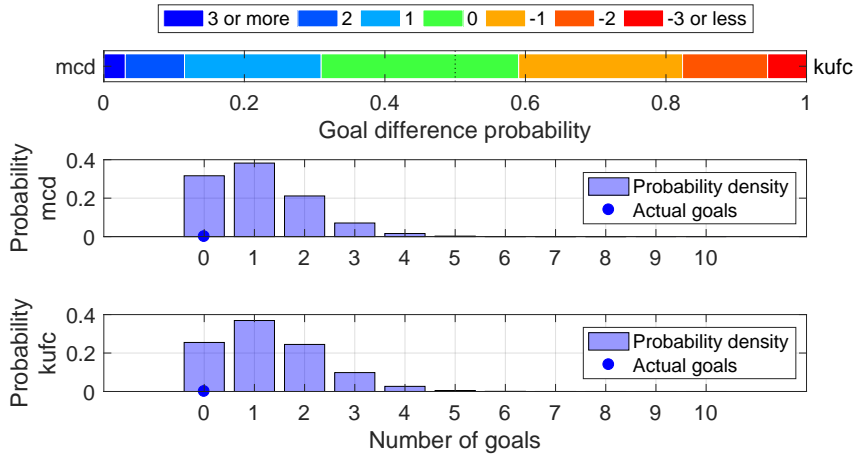 3 or more 2 1 0 -1 -2 -3 or less
mcd kufc
0 0.2 0.4 0.6 0.8 1
Goal difference probability
Probability
mcd
0.4
0.2
0
Probability density
Actual goals
0 1 2 3 4 5 6 7 8 9 10
Probability
kufc
0.4
0.2
0
Probability density
Actual goals
0 1 2 3 4 5 6 7 8 9 10
Number of goals